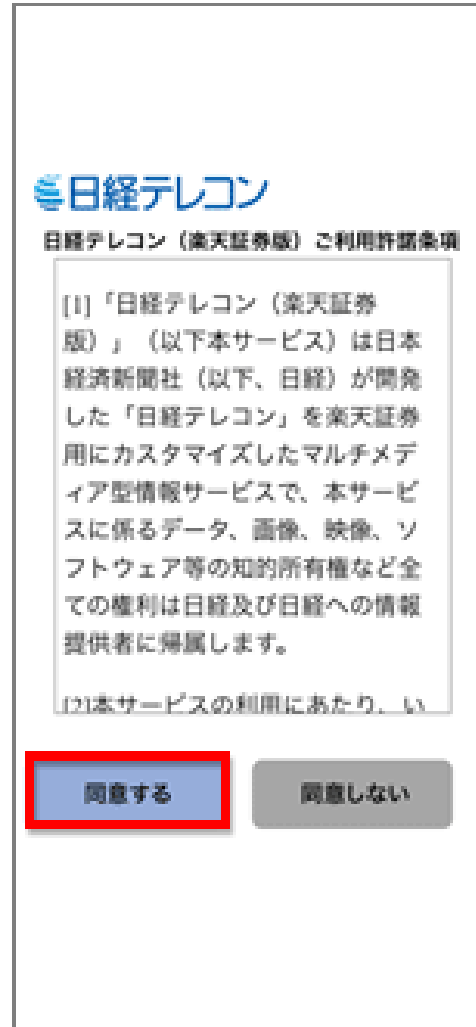 日経テレコン
日経テレコン（楽天証券版）ご利用許諾条項
[1]「日経テレコン（楽天証券
版）」（以下本サービス）は日本
経済新聞社（以下、日経）が開発
した「日経テレコン」を楽天証券
用にカスタマイズしたマルチメデ
ィア型情報サービスで、本サービ
スに係るデータ、画像、映像、ソ
フトウェア等の知的所有権など全
ての権利は日経及び日経への情報
提供者に帰属します。
[2]本サービスの利用にあたり、い
同意する
同意しない